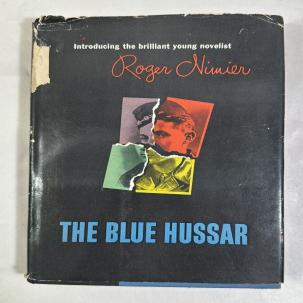 Introducing the brilliant young novelist
Roger Nimier
THE BLUE HUSSAR